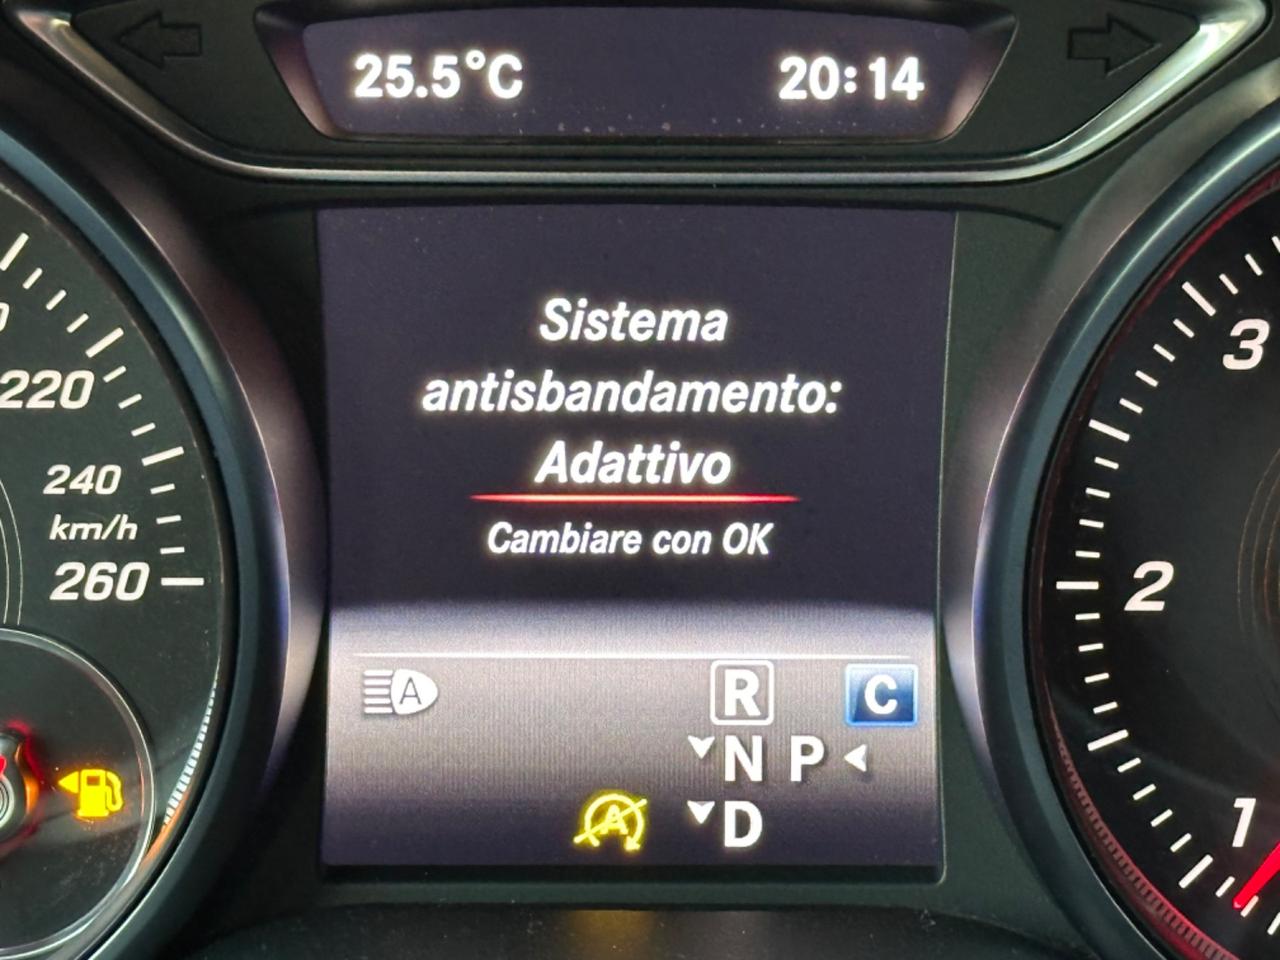 25.5°C 20:14
Sistema
antisbandamento:
Adattivo
Cambiare con OK
220
240
km/h
260
3
2
1
A
R C
N P
A D